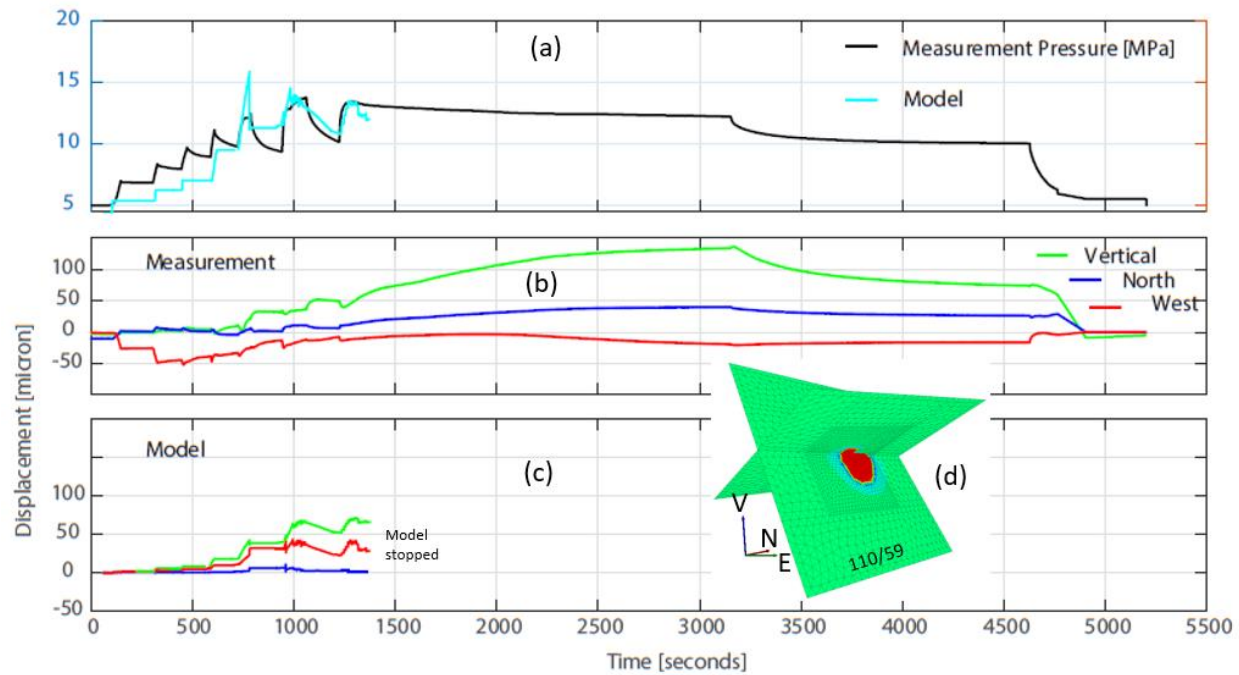 20
(a)
Measurement Pressure [MPa]
15
Model
10
5
Measurement
100
(b)
Vertical
50
North
0
West
-50
Displacement [micron]
Model
(c)
(d)
100
V
50
Model
stopped
N
E
110/59
0
-50
0 500 1000 1500 2000 2500 3000 3500 4000 4500 5000 5500
Time [seconds]